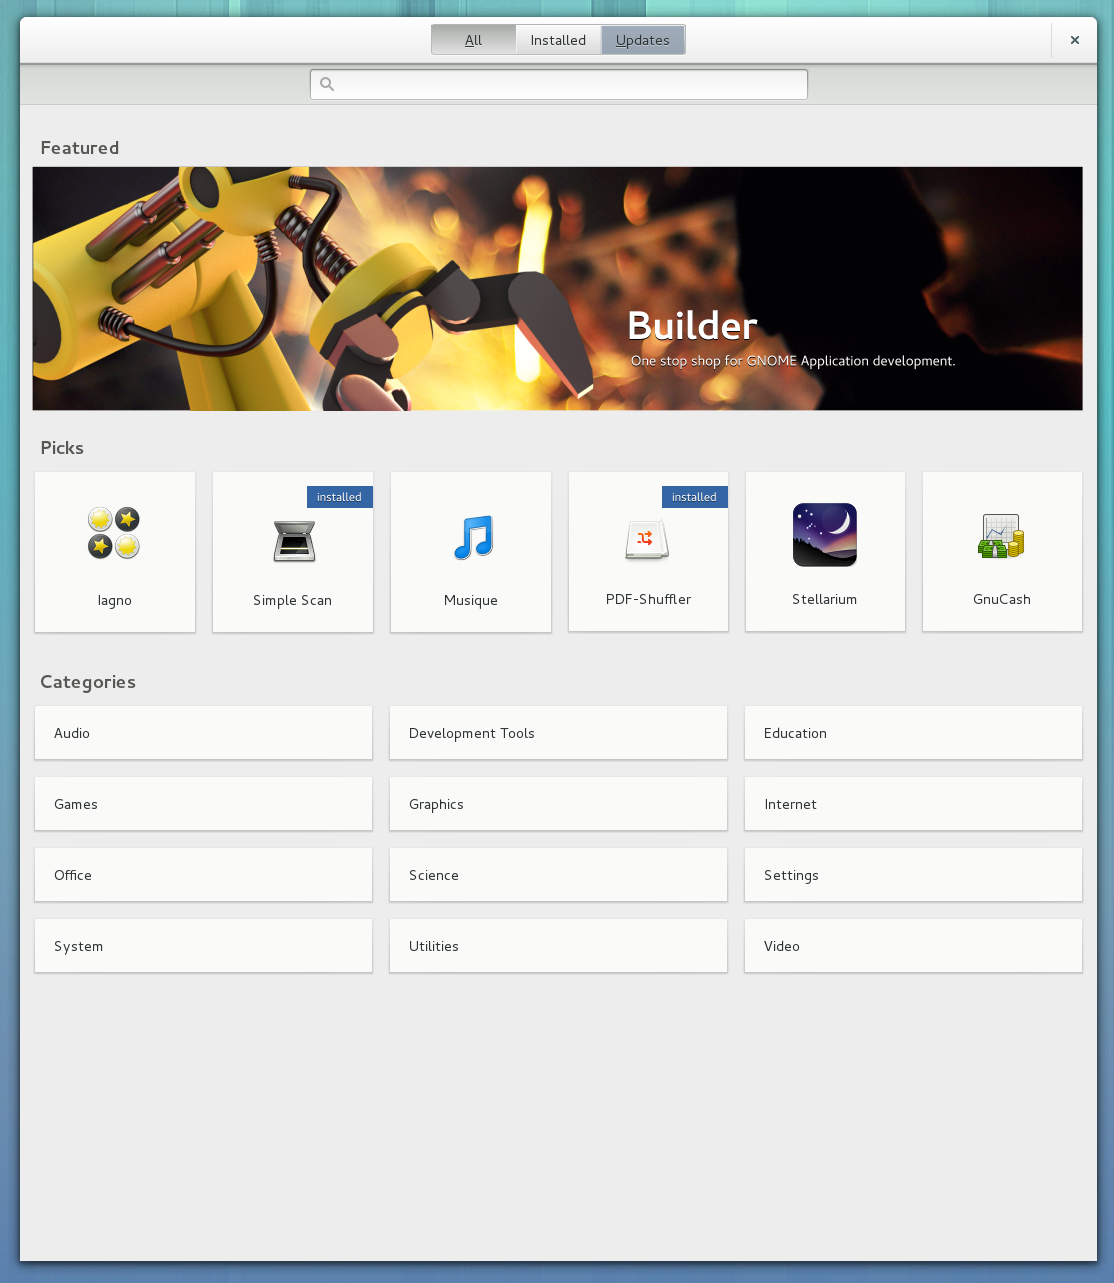 All Installed Updates
Featured
Builder
One stop shop for GNOME Application development.
Picks
installed installed
Iagno Simple Scan Musique PDF-Shuffler Stellarium GnuCash
Categories
Audio Development Tools Education
Games Graphics Internet
Office Science Settings
System Utilities Video